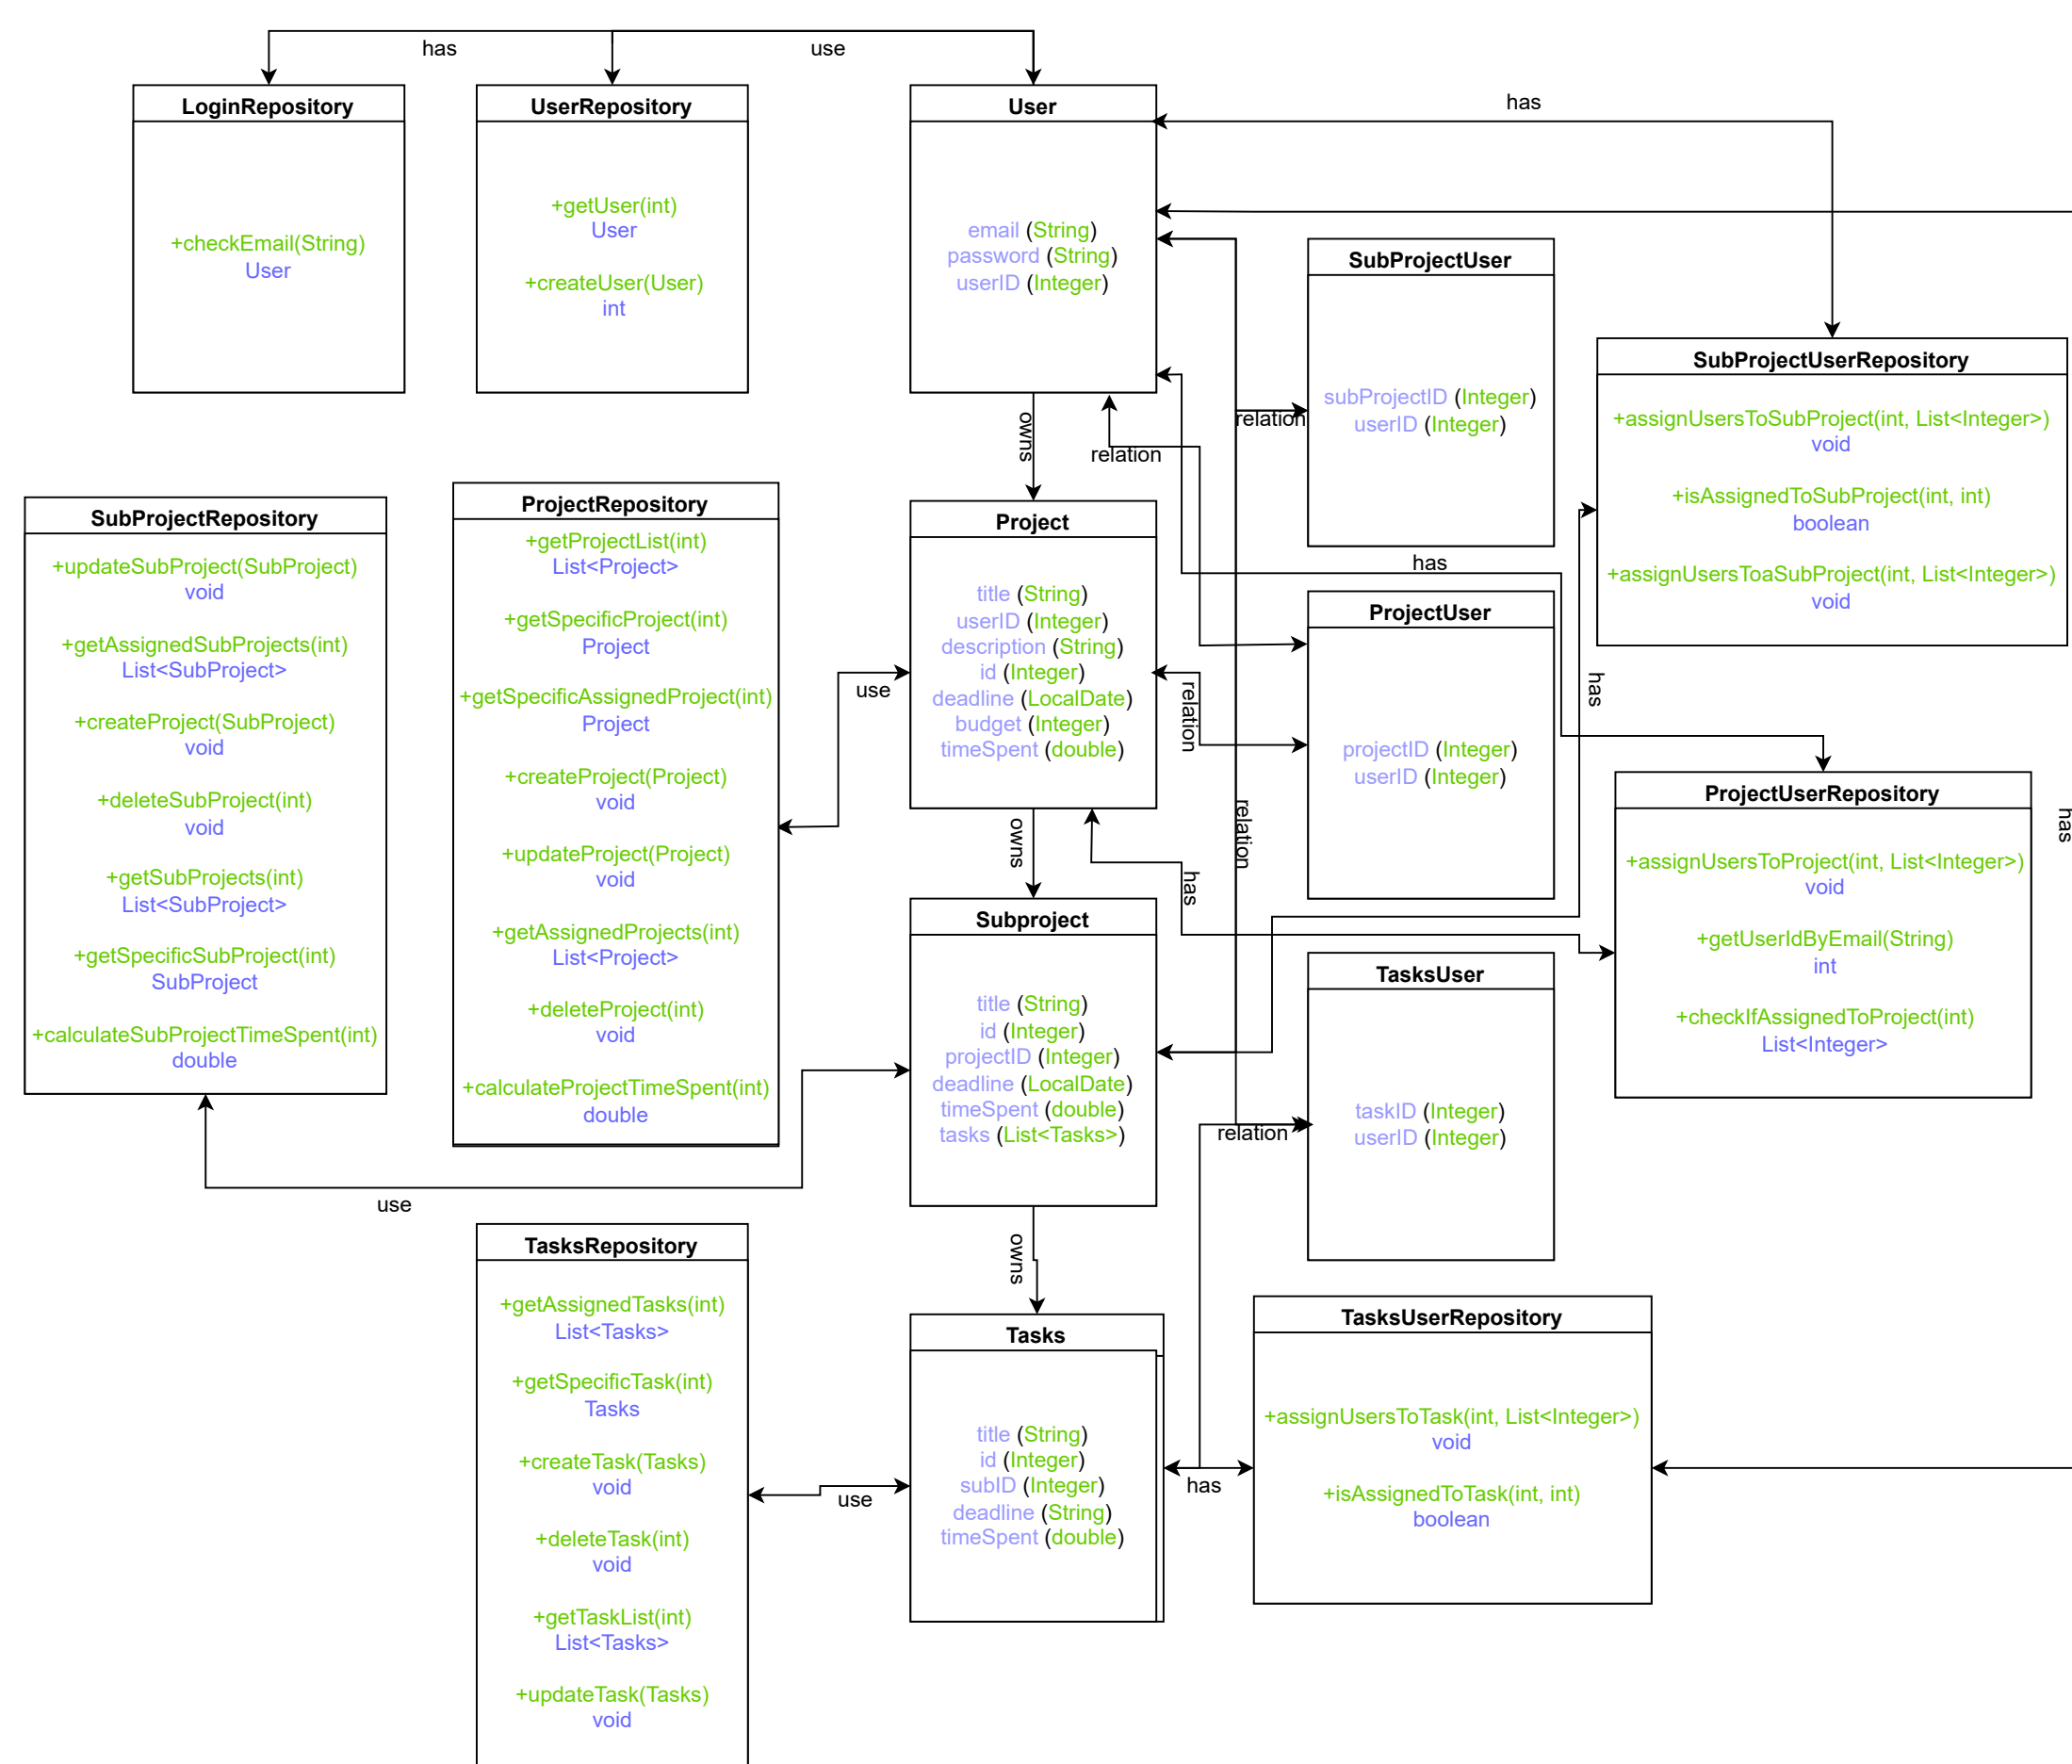 has
use
LoginRepository
+checkEmail(String)
User
UserRepository
+getUser(int)
User
+createUser(User)
int
User
email (String)
password (String)
userID (Integer)
has
SubProjectUser
subProjectID (Integer)
userID (Integer)
relation
SubProjectUserRepository
+assignUsersToSubProject(int, List<Integer>)
void
+isAssignedToSubProject(int, int)
boolean
+assignUsersToaSubProject(int, List<Integer>)
void
owns
relation
has
SubProjectRepository
+updateSubProject(SubProject)
void
+getAssignedSubProjects(int)
List<SubProject>
+createProject(SubProject)
void
+deleteSubProject(int)
void
+getSubProjects(int)
List<SubProject>
+getSpecificSubProject(int)
SubProject
+calculateSubProjectTimeSpent(int)
double
ProjectRepository
+getProjectList(int)
List<Project>
+getSpecificProject(int)
Project
+getSpecificAssignedProject(int)
Project
+createProject(Project)
void
+updateProject(Project)
void
+getAssignedProjects(int)
List<Project>
+deleteProject(int)
void
+calculateProjectTimeSpent(int)
double
use
Project
title (String)
userID (Integer)
description (String)
id (Integer)
deadline (LocalDate)
budget (Integer)
timeSpent (double)
relation
ProjectUser
projectID (Integer)
userID (Integer)
has
ProjectUserRepository
+assignUsersToProject(int, List<Integer>)
void
+getUserIdByEmail(String)
int
+checkIfAssignedToProject(int)
List<Integer>
has
owns
relation
has
Subproject
title (String)
id (Integer)
projectID (Integer)
deadline (LocalDate)
timeSpent (double)
tasks (List<Tasks>)
TasksUser
taskID (Integer)
userID (Integer)
relation
use
owns
TasksRepository
+getAssignedTasks(int)
List<Tasks>
+getSpecificTask(int)
Tasks
+createTask(Tasks)
void
+deleteTask(int)
void
+getTaskList(int)
List<Tasks>
+updateTask(Tasks)
void
use
Tasks
title (String)
id (Integer)
subID (Integer)
deadline (String)
timeSpent (double)
has
TasksUserRepository
+assignUsersToTask(int, List<Integer>)
void
+isAssignedToTask(int, int)
boolean